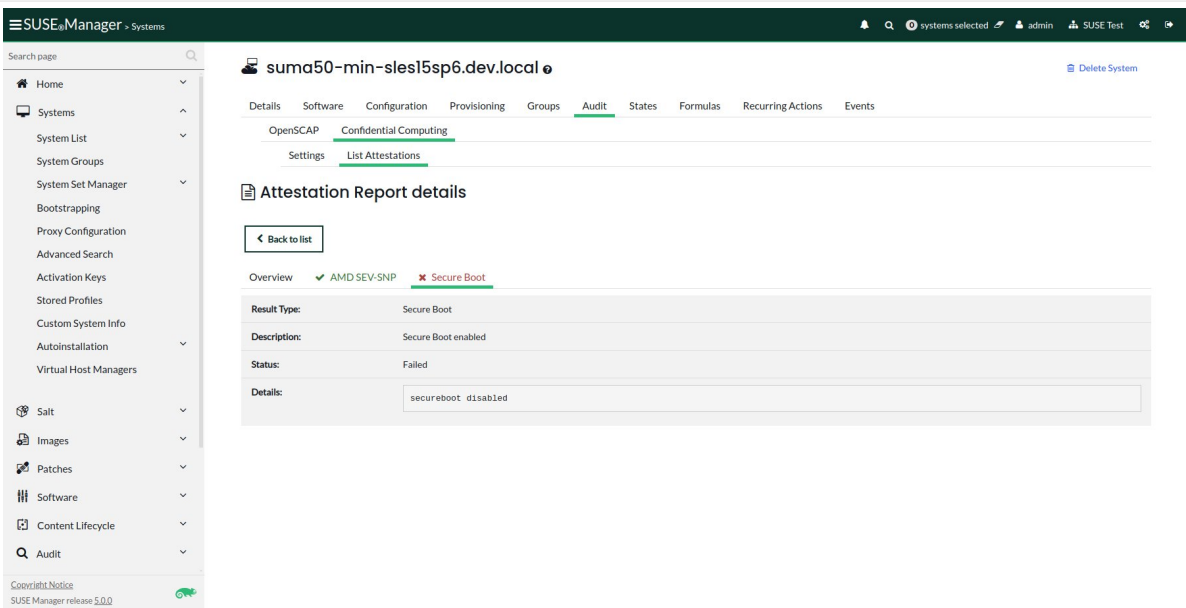 SUSE®Manager > Systems
0 systems selected admin SUSE Test
Search page
Home
Systems
System List
System Groups
System Set Manager
Bootstrapping
Proxy Configuration
Advanced Search
Activation Keys
Stored Profiles
Custom System Info
Autoinstallation
Virtual Host Managers
Salt
Images
Patches
Software
Content Lifecycle
Audit
Copyright Notice
SUSE Manager release 5.0.0
suma50-min-sles15sp6.dev.local ?
Delete System
Details Software Configuration Provisioning Groups Audit States Formulas Recurring Actions Events
OpenSCAP Confidential Computing
Settings List Attestations
Attestation Report details
Back to list
Overview AMD SEV-SNP Secure Boot
Result Type: Secure Boot
Description: Secure Boot enabled
Status: Failed
Details: secureboot disabled